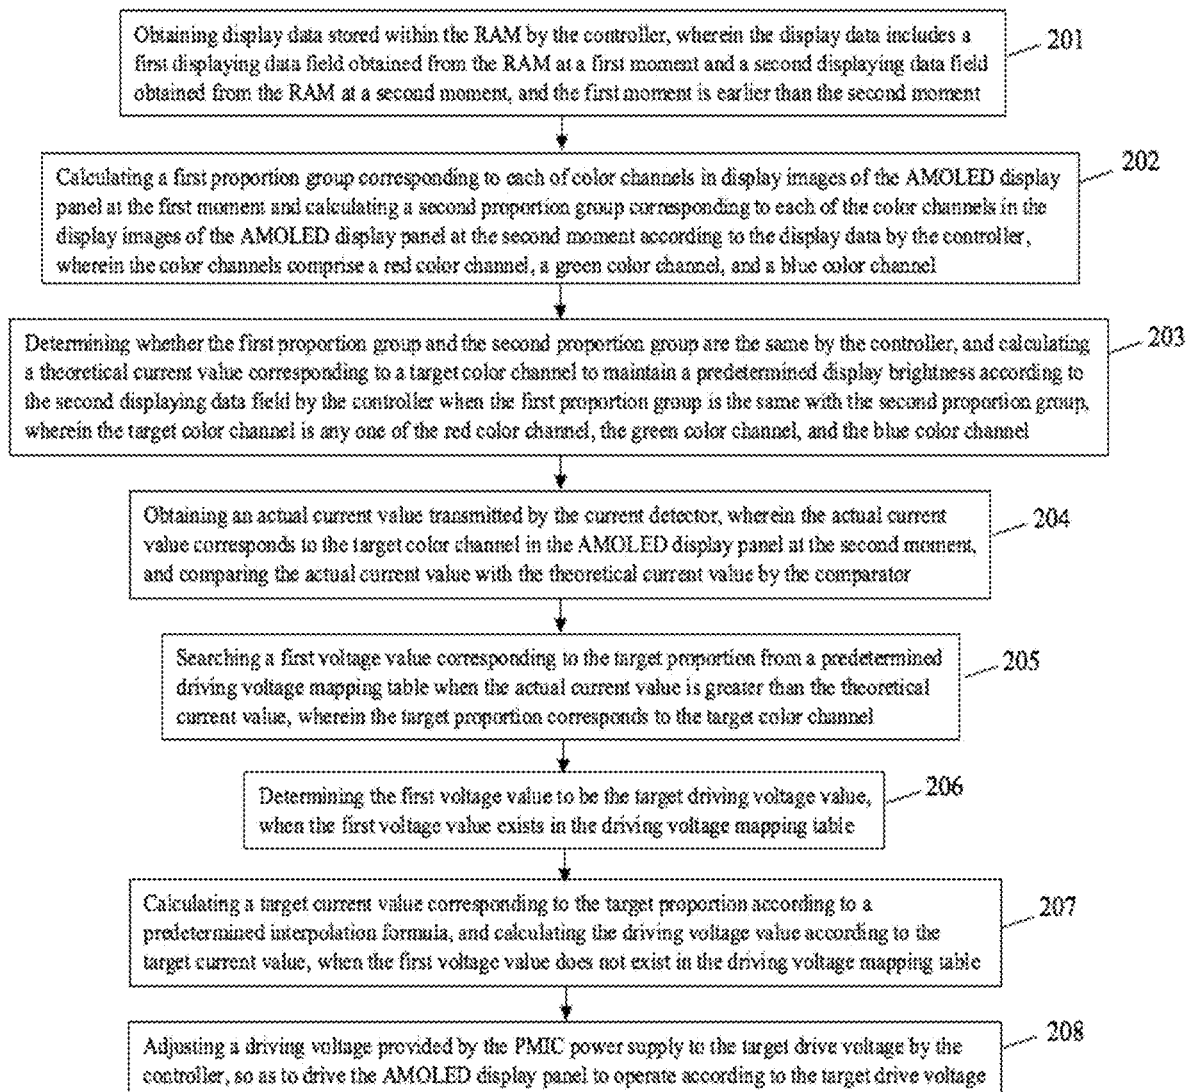 Obtaining display data stored within the RAM by the controller, wherein the display data includes a
first displaying data field obtained from the RAM at a first moment and a second displaying data field
obtained from the RAM at a second moment, and the first moment is earlier than the second moment
201
Calculating a first proportion group corresponding to each of color channels in display images of the AMOLED display
panel at the first moment and calculating a second proportion group corresponding to each of the color channels in the
display images of the AMOLED display panel at the second moment according to the display data by the controller,
wherein the color channels comprise a red color channel, a green color channel, and a blue color channel
202
Determining whether the first proportion group and the second proportion group are the same by the controller, and calculating
a theoretical current value corresponding to a target color channel to maintain a predetermined display brightness according to
the second displaying data field by the controller when the first proportion group is the same with the second proportion group,
wherein the target color channel is any one of the red color channel, the green color channel, and the blue color channel
203
Obtaining an actual current value transmitted by the current detector, wherein the actual current
value corresponds to the target color channel in the AMOLED display panel at the second moment,
and comparing the actual current value with the theoretical current value by the comparator
204
Searching a first voltage value corresponding to the target proportion from a predetermined
driving voltage mapping table when the actual current value is greater than the theoretical
current value, wherein the target proportion corresponds to the target color channel
205
Determining the first voltage value to be the target driving voltage value,
when the first voltage value exists in the driving voltage mapping table
206
Calculating a target current value corresponding to the target proportion according to a
predetermined interpolation formula, and calculating the driving voltage value according to the
target current value, when the first voltage value does not exist in the driving voltage mapping table
207
Adjusting a driving voltage provided by the PMIC power supply to the target drive voltage by the
controller, so as to drive the AMOLED display panel to operate according to the target drive voltage
208